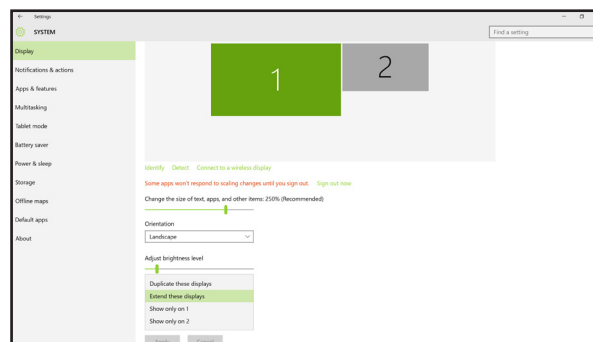 Settings
SYSTEM
Find a setting
Display
Notifications & actions
Apps & features
Multitasking
Tablet mode
Battery saver
Power & sleep
Storage
Offline maps
Default apps
About
1
2
Identify Detect Connect to a wireless display
Some apps won't respond to scaling changes until you sign out. Sign out now
Change the size of text, apps, and other items: 250% (Recommended)
Orientation
Landscape
Adjust brightness level
Duplicate these displays
Extend these displays
Show only on 1
Show only on 2
Apply Cancel